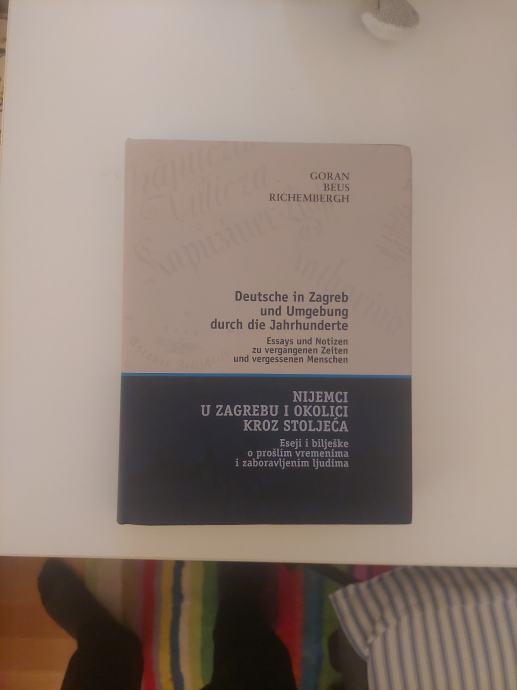 GORAN
BEUS
RICHEMBERGH
Deutsche in Zagreb
und Umgebung
durch die Jahrhunderte
Essays und Notizen
zu vergangenen Zeiten
und vergessenen Menschen
NIJEMCI
U ZAGREBU I OKOLICI
KROZ STOLJEĆA
Eseji i bilješke
o prošlim vremenima
i zaboravljenim ljudima